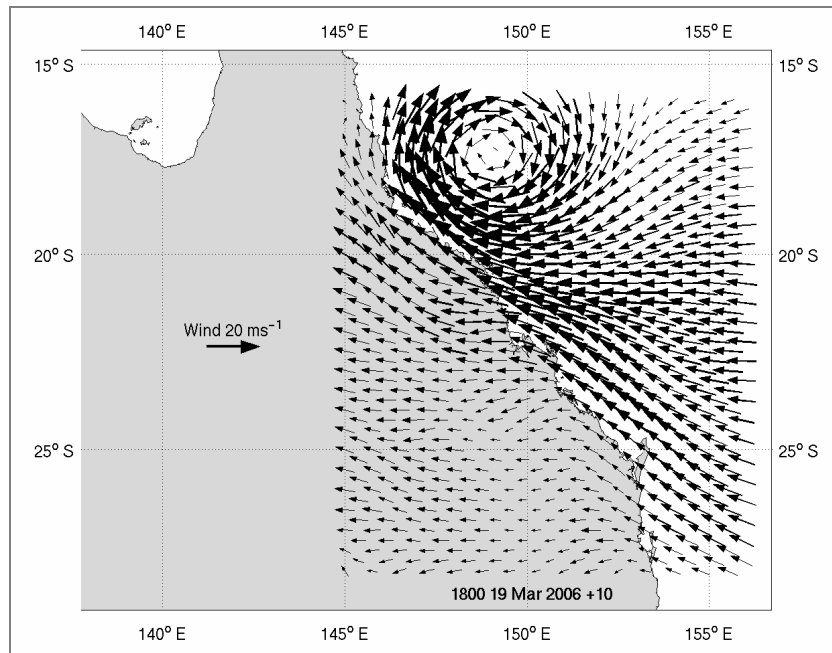 140° E 145° E 150° E 155° E
15° S 15° S
20° S 20° S
Wind 20 ms⁻¹
25° S 25° S
1800 19 Mar 2006 +10
140° E 145° E 150° E 155° E